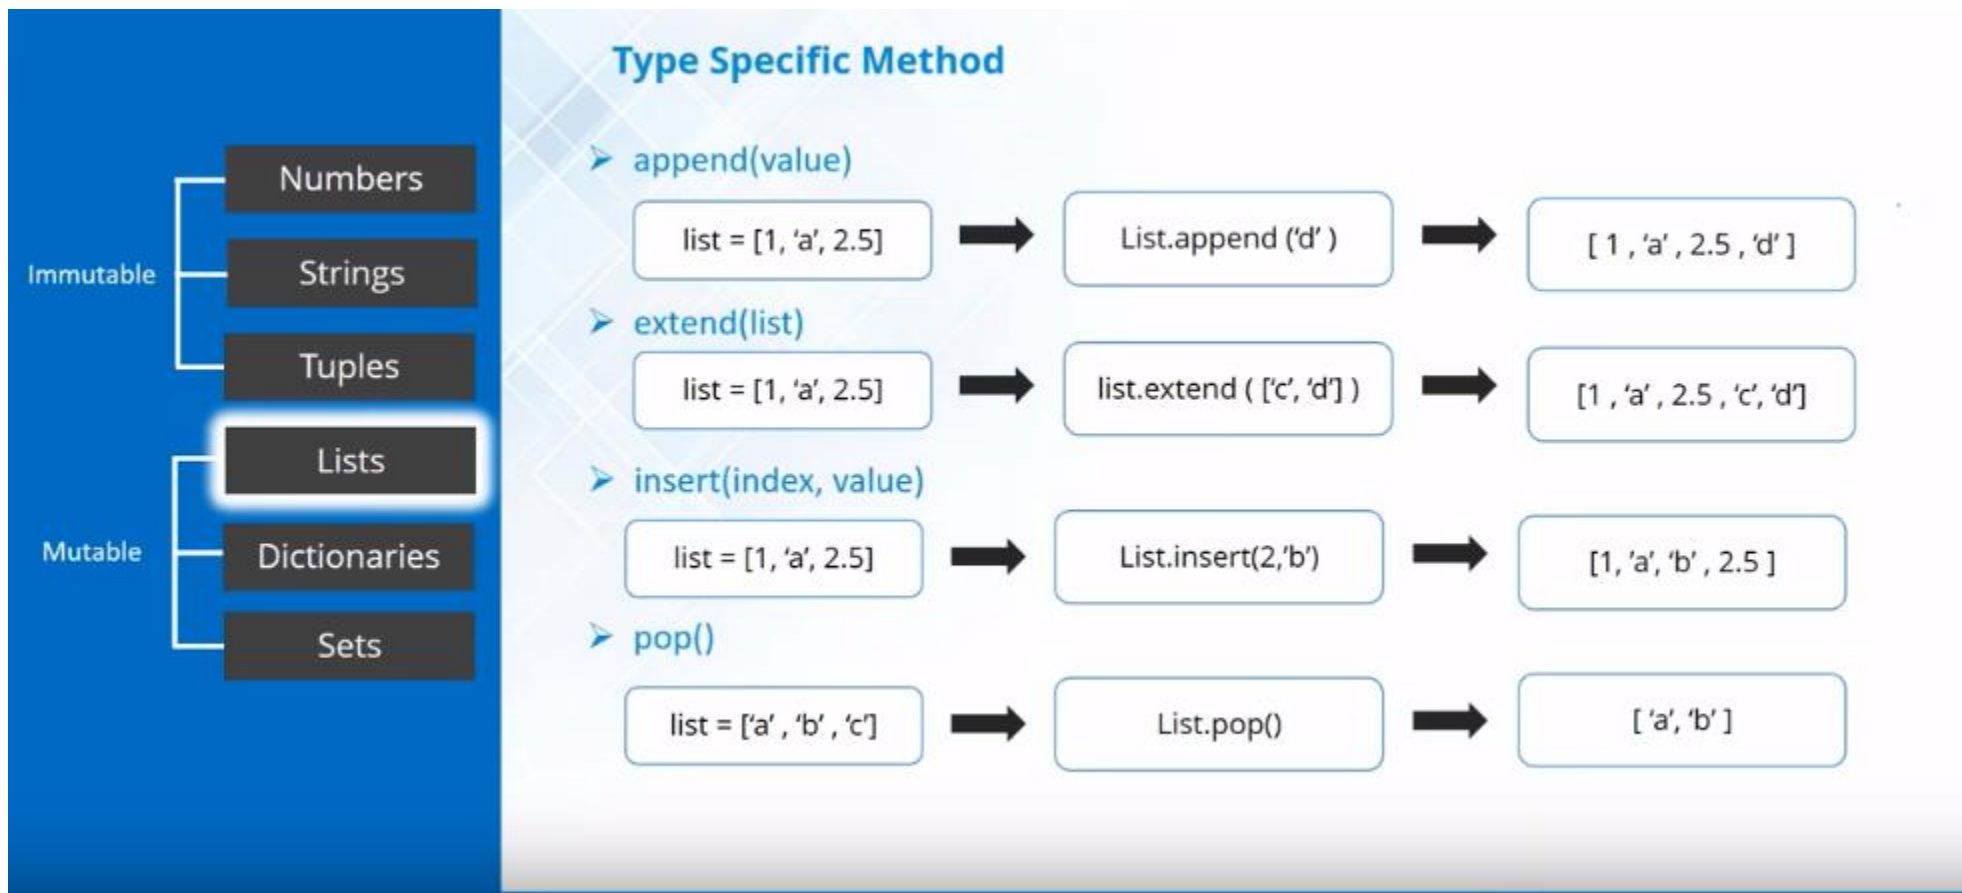 Type Specific Method
Immutable
Numbers
Strings
Tuples
Mutable
Lists
Dictionaries
Sets
➢ append(value)
list = [1, ‘a’, 2.5]
List.append (‘d’ )
[ 1 , ‘a’ , 2.5 , ‘d’ ]
➢ extend(list)
list = [1, ‘a’, 2.5]
list.extend ( [‘c’, ‘d’] )
[1 , ‘a’ , 2.5 , ‘c’, ‘d’]
➢ insert(index, value)
list = [1, ‘a’, 2.5]
List.insert(2,’b’)
[1, ’a’, ‘b’ , 2.5 ]
➢ pop()
list = [‘a’ , ‘b’ , ‘c’]
List.pop()
[ ‘a’, ‘b’ ]